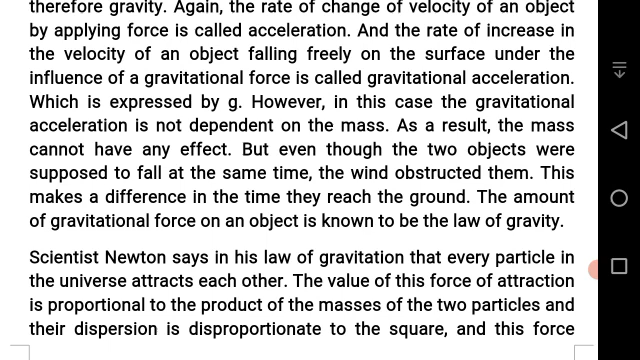 therefore gravity. Again, the rate of change of velocity of an object
by applying force is called acceleration. And the rate of increase in
the velocity of an object falling freely on the surface under the
influence of a gravitational force is called gravitational acceleration.
Which is expressed by g. However, in this case the gravitational
acceleration is not dependent on the mass. As a result, the mass
cannot have any effect. But even though the two objects were
supposed to fall at the same time, the wind obstructed them. This
makes a difference in the time they reach the ground. The amount
of gravitational force on an object is known to be the law of gravity.
Scientist Newton says in his law of gravitation that every particle in
the universe attracts each other. The value of this force of attraction
is proportional to the product of the masses of the two particles and
their dispersion is disproportionate to the square, and this force